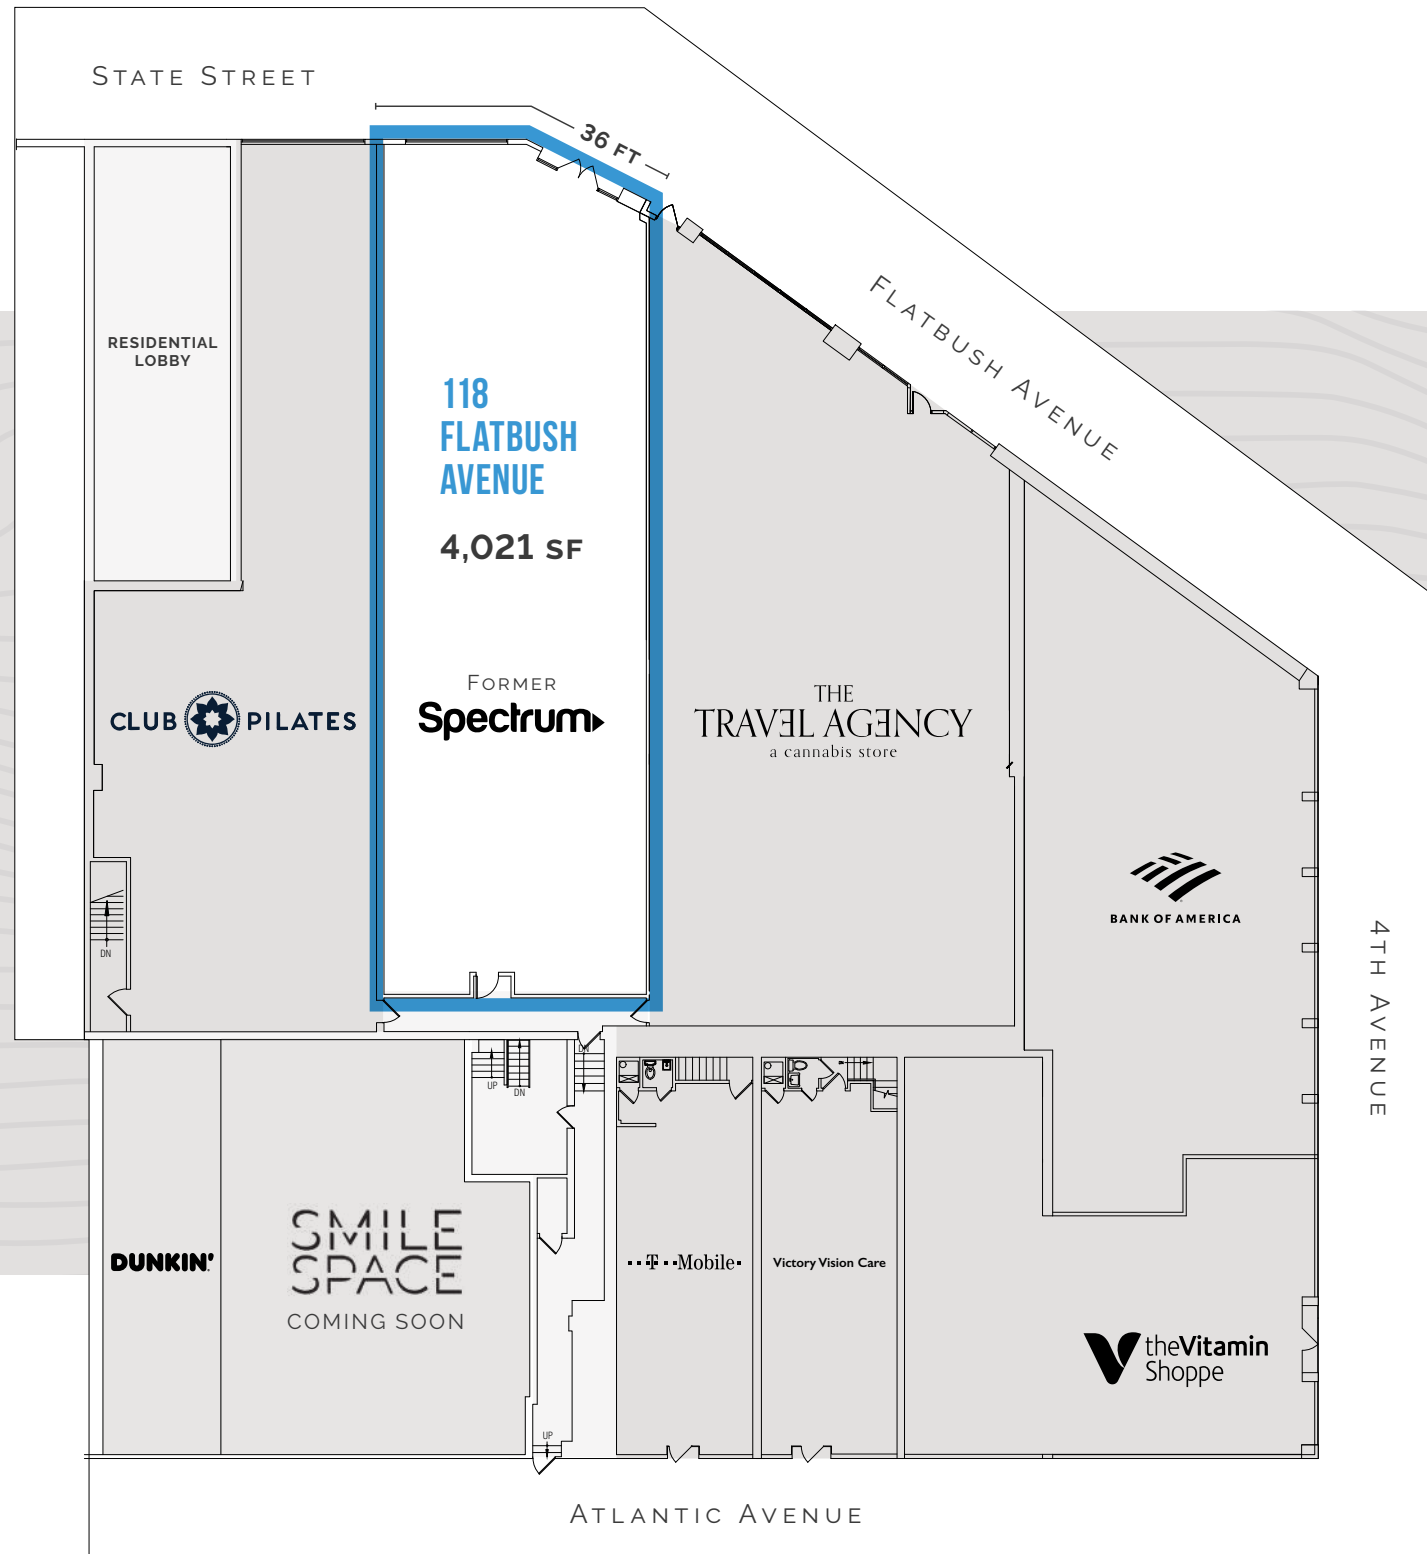 STATE STREET
36 FT
FLATBUSH AVENUE
RESIDENTIAL
LOBBY
118
FLATBUSH
AVENUE
4,021 SF
FORMER
Spectrum
CLUB PILATES
THE
TRAVEL AGENCY
a cannabis store
BANK OF AMERICA
4TH AVENUE
DN
DN
UP
DN
SMILE
SPACE
COMING SOON
DUNKIN'
T Mobile
Victory Vision Care
theVitamin
Shoppe
UP
ATLANTIC AVENUE